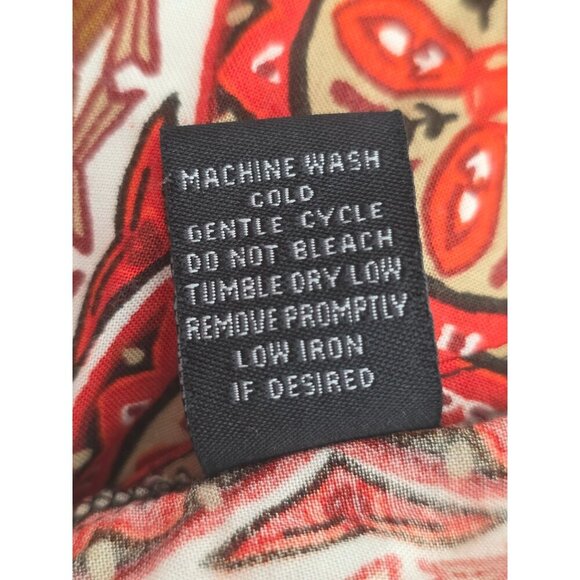 MACHINE WASH
COLD
GENTLE CYCLE
DO NOT BLEACH
TUMBLE DRY LOW
REMOVE PROMPTLY
LOW IRON
IF DESIRED